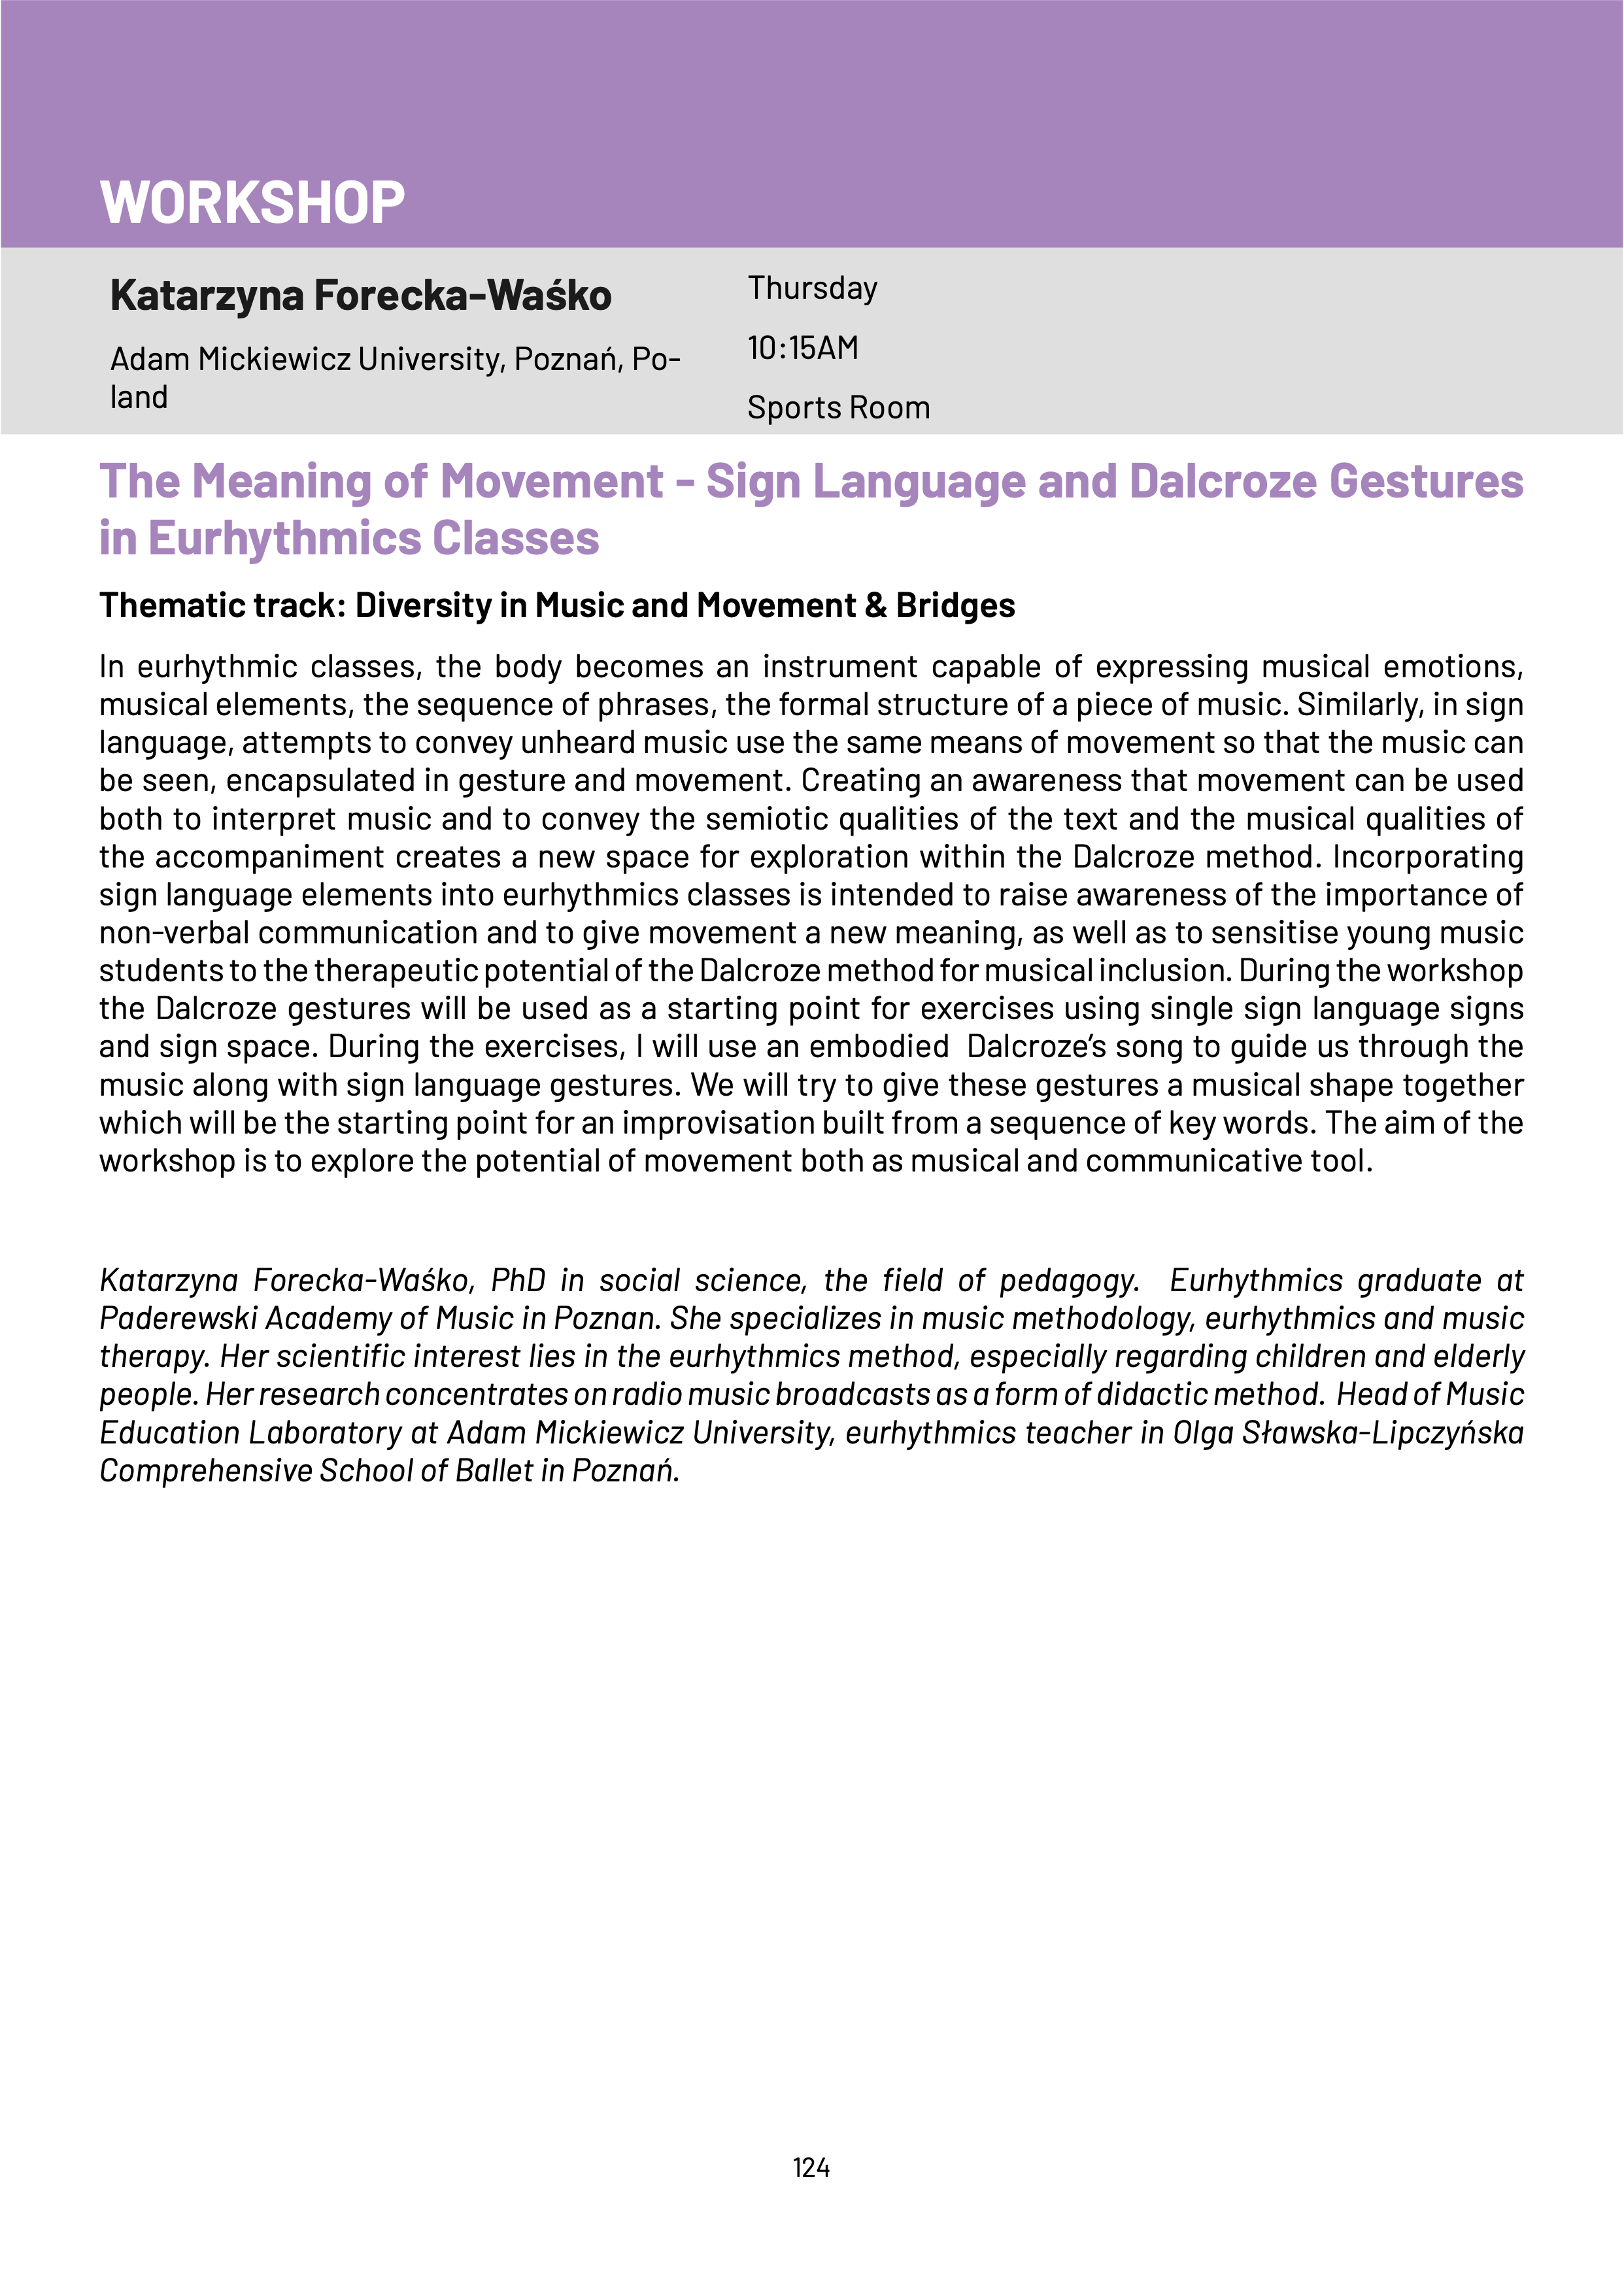 WORKSHOP
Katarzyna Forecka-Waśko
Adam Mickiewicz University, Poznań, Po-
land
Thursday
10:15AM
Sports Room
The Meaning of Movement - Sign Language and Dalcroze Gestures
in Eurhythmics Classes
Thematic track: Diversity in Music and Movement & Bridges
In eurhythmic classes, the body becomes an instrument capable of expressing musical emotions,
musical elements, the sequence of phrases, the formal structure of a piece of music. Similarly, in sign
language, attempts to convey unheard music use the same means of movement so that the music can
be seen, encapsulated in gesture and movement. Creating an awareness that movement can be used
both to interpret music and to convey the semiotic qualities of the text and the musical qualities of
the accompaniment creates a new space for exploration within the Dalcroze method. Incorporating
sign language elements into eurhythmics classes is intended to raise awareness of the importance of
non-verbal communication and to give movement a new meaning, as well as to sensitise young music
students to the therapeutic potential of the Dalcroze method for musical inclusion. During the workshop
the Dalcroze gestures will be used as a starting point for exercises using single sign language signs
and sign space. During the exercises, I will use an embodied  Dalcroze’s song to guide us through the
music along with sign language gestures. We will try to give these gestures a musical shape together
which will be the starting point for an improvisation built from a sequence of key words. The aim of the
workshop is to explore the potential of movement both as musical and communicative tool.
Katarzyna Forecka-Waśko, PhD in social science, the field of pedagogy.  Eurhythmics graduate at
Paderewski Academy of Music in Poznan. She specializes in music methodology, eurhythmics and music
therapy. Her scientific interest lies in the eurhythmics method, especially regarding children and elderly
people. Her research concentrates on radio music broadcasts as a form of didactic method.  Head of Music
Education Laboratory at Adam Mickiewicz University, eurhythmics teacher in Olga Sławska-Lipczyńska
Comprehensive School of Ballet in Poznań.
124